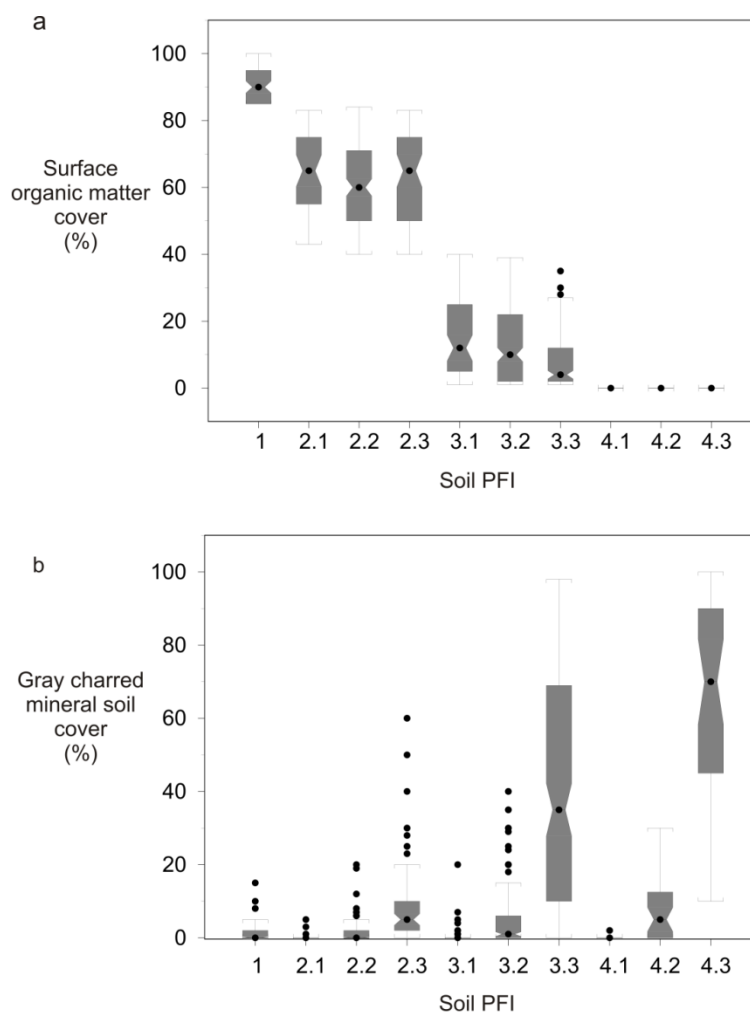 a
100
80
60
40
20
0
Surface
organic matter
cover
(%)
1 2.1 2.2 2.3 3.1 3.2 3.3 4.1 4.2 4.3
Soil PFI
b
100
80
60
40
20
0
Gray charred
mineral soil
cover
(%)
1 2.1 2.2 2.3 3.1 3.2 3.3 4.1 4.2 4.3
Soil PFI